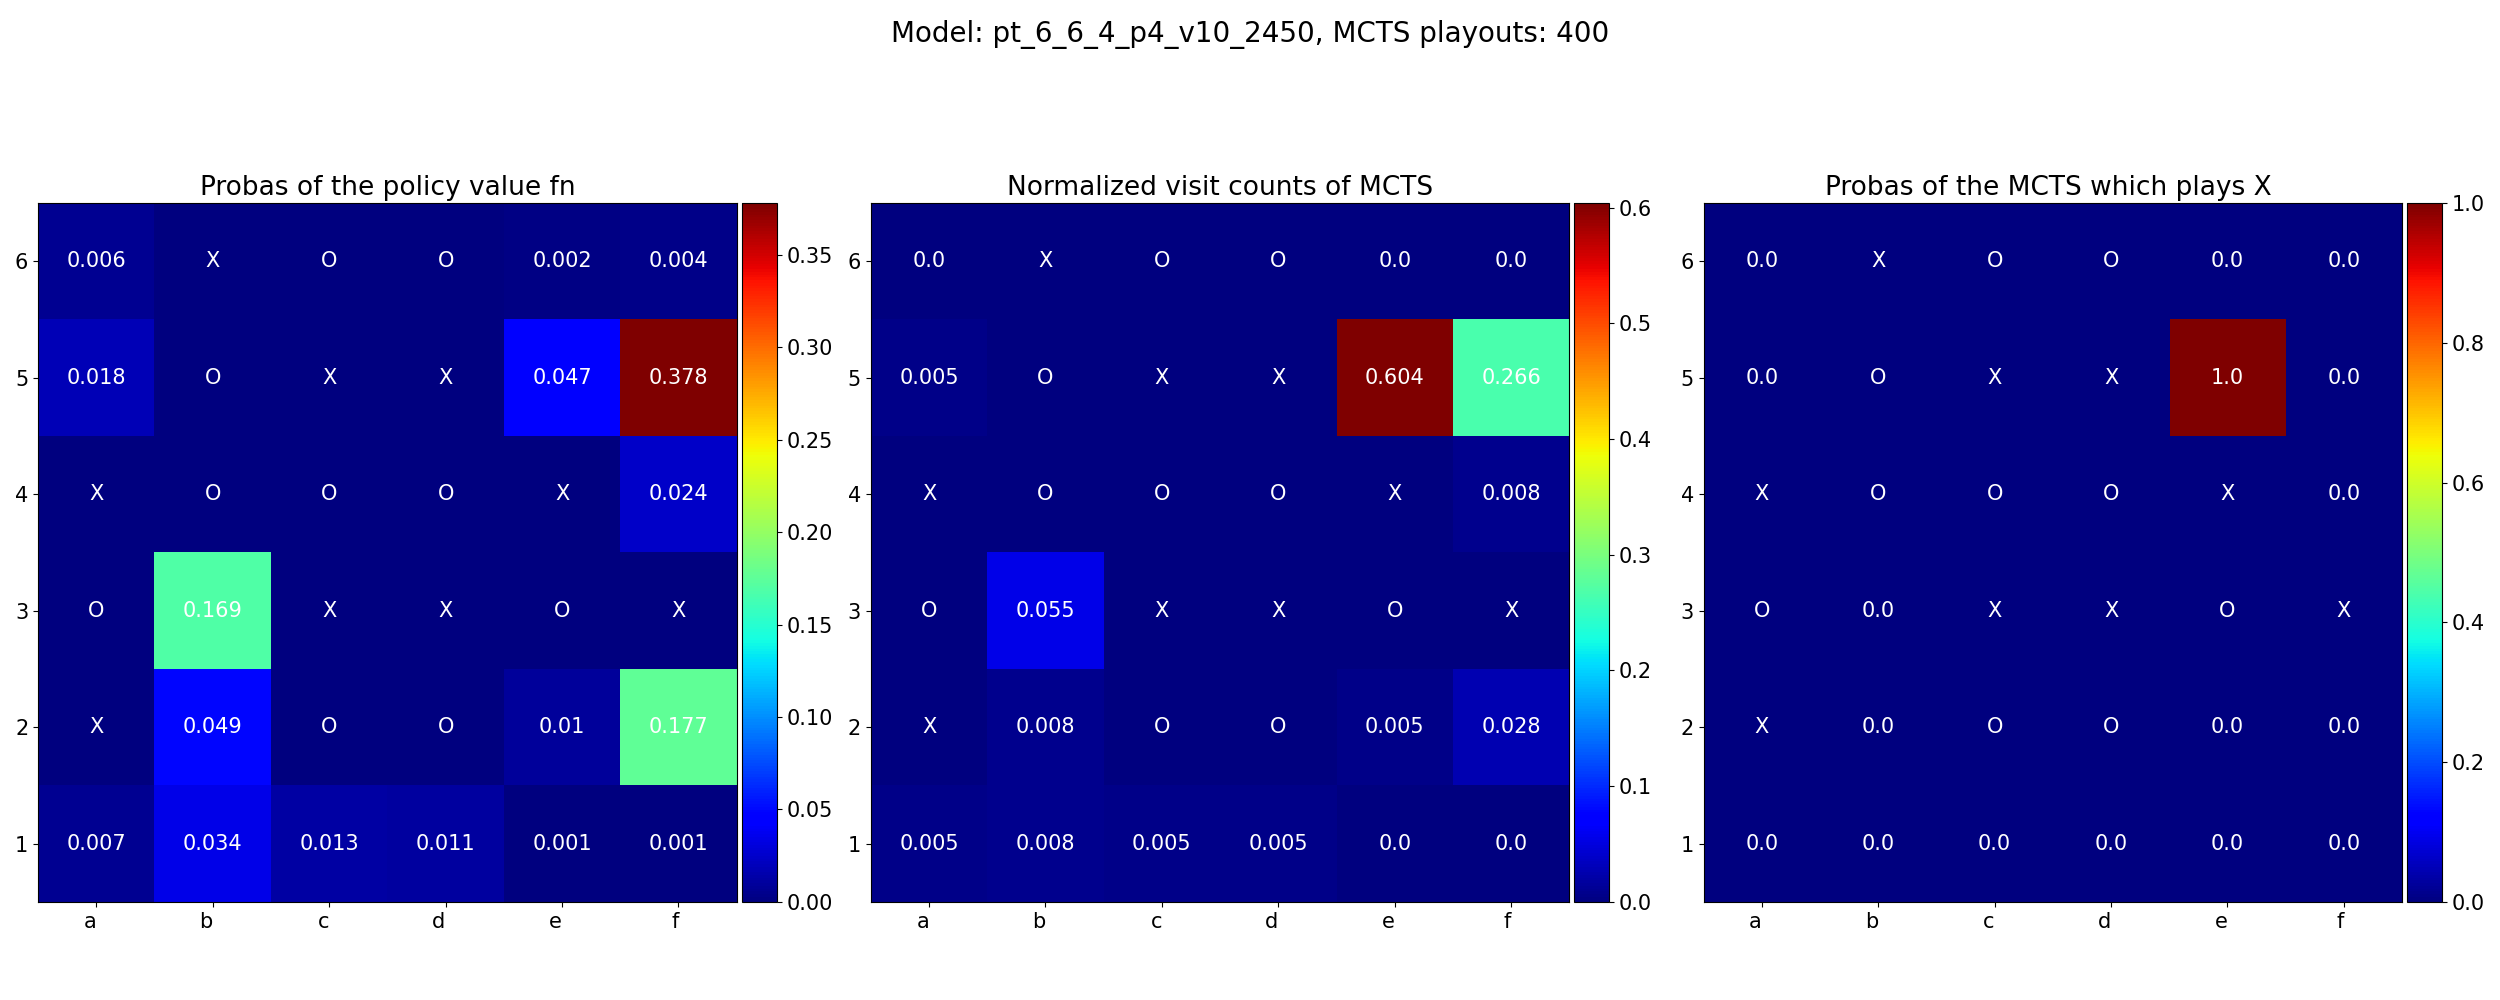 Model: pt_6_6_4_p4_v10_2450, MCTS playouts: 400
Probas of the policy value fn
6 0.006 X O O 0.002 0.004
5 0.018 O X X 0.047 0.378
4 X O O O X 0.024
3 O 0.169 X X O X
2 X 0.049 O O 0.01 0.177
1 0.007 0.034 0.013 0.011 0.001 0.001
a b c d e f
0.35
0.30
0.25
0.20
0.15
0.10
0.05
0.00
Normalized visit counts of MCTS
6 0.0 X O O 0.0 0.0
5 0.005 O X X 0.604 0.266
4 X O O O X 0.008
3 O 0.055 X X O X
2 X 0.008 O O 0.005 0.028
1 0.005 0.008 0.005 0.005 0.0 0.0
a b c d e f
0.6
0.5
0.4
0.3
0.2
0.1
0.0
Probas of the MCTS which plays X
6 0.0 X O O 0.0 0.0
5 0.0 O X X 1.0 0.0
4 X O O O X 0.0
3 O 0.0 X X O X
2 X 0.0 O O 0.0 0.0
1 0.0 0.0 0.0 0.0 0.0 0.0
a b c d e f
1.0
0.8
0.6
0.4
0.2
0.0